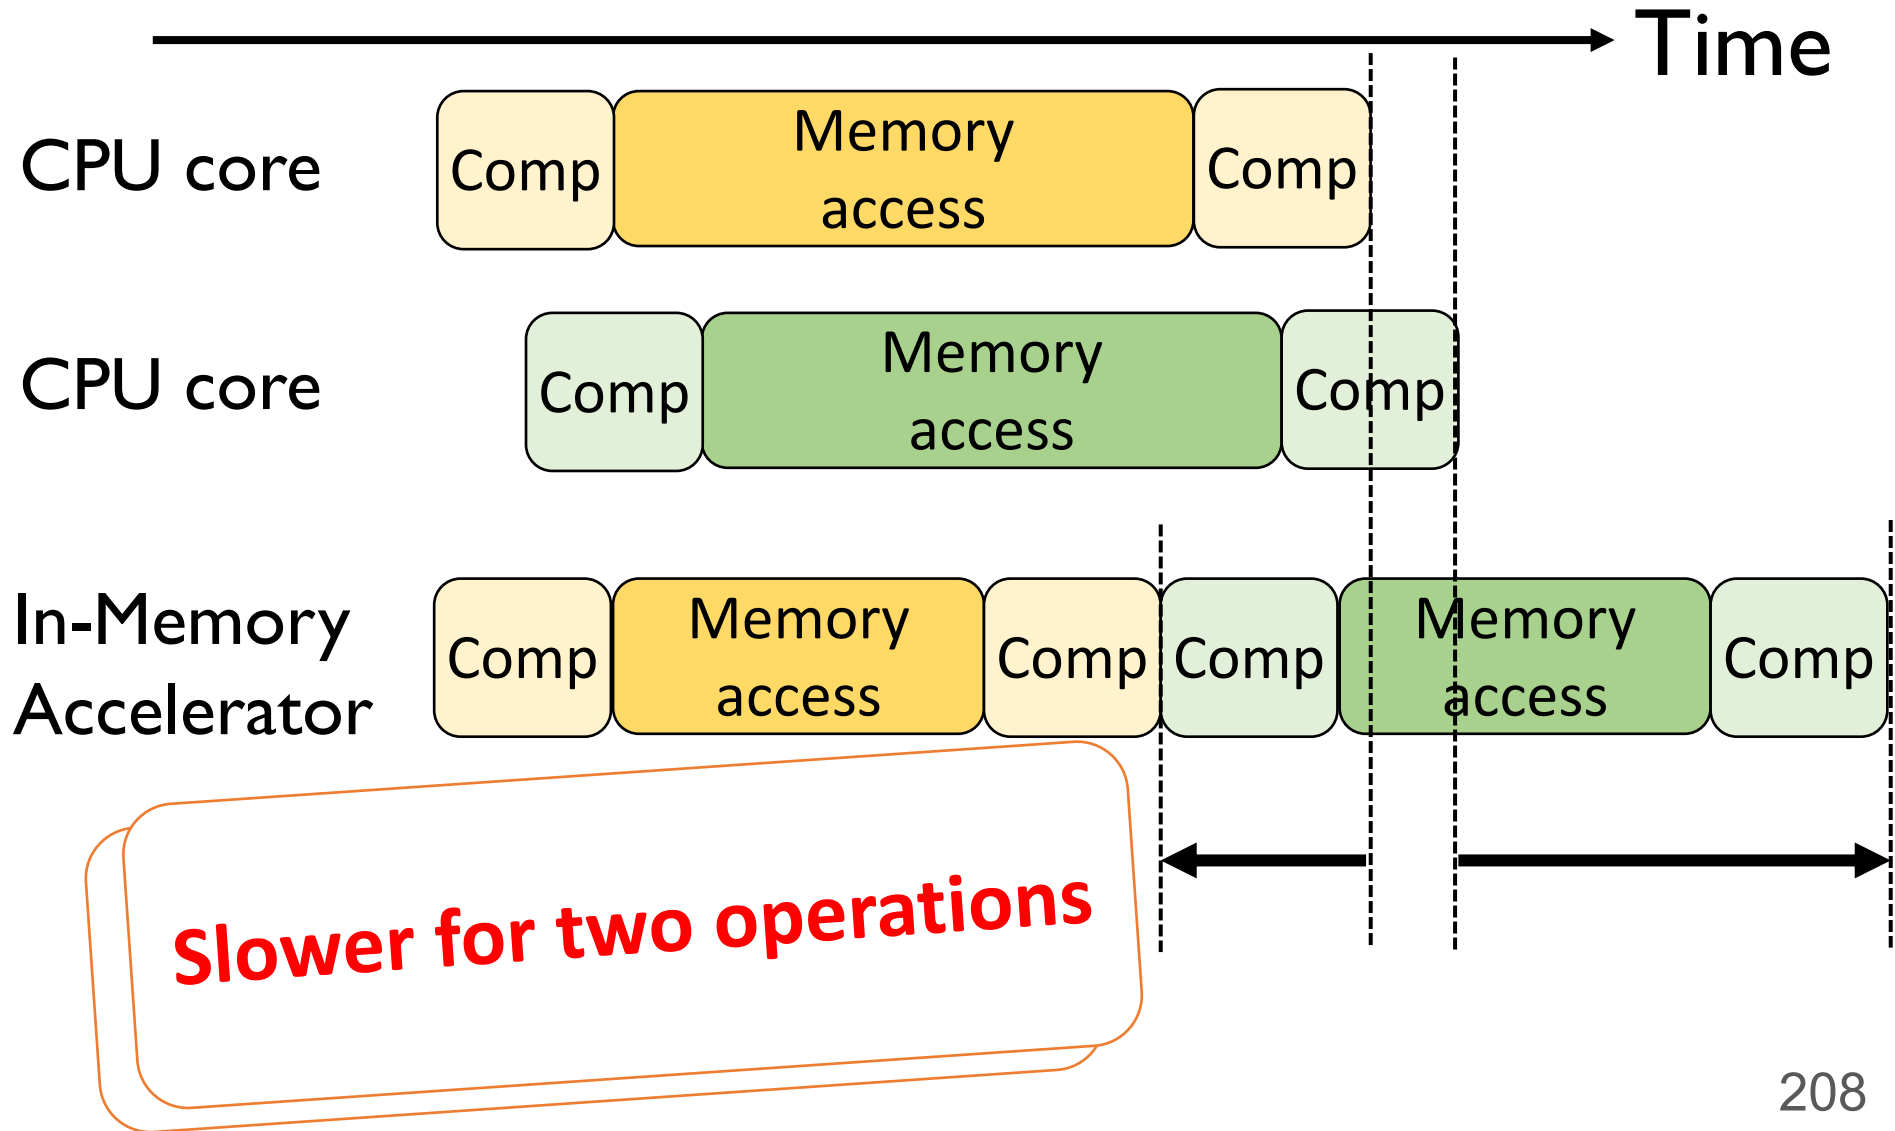 Time
CPU core
Comp
Memory
access
Comp
CPU core
Comp
Memory
access
Comp
In-Memory
Accelerator
Comp
Memory
access
Comp
Comp
Memory
access
Comp
Slower for two operations
208